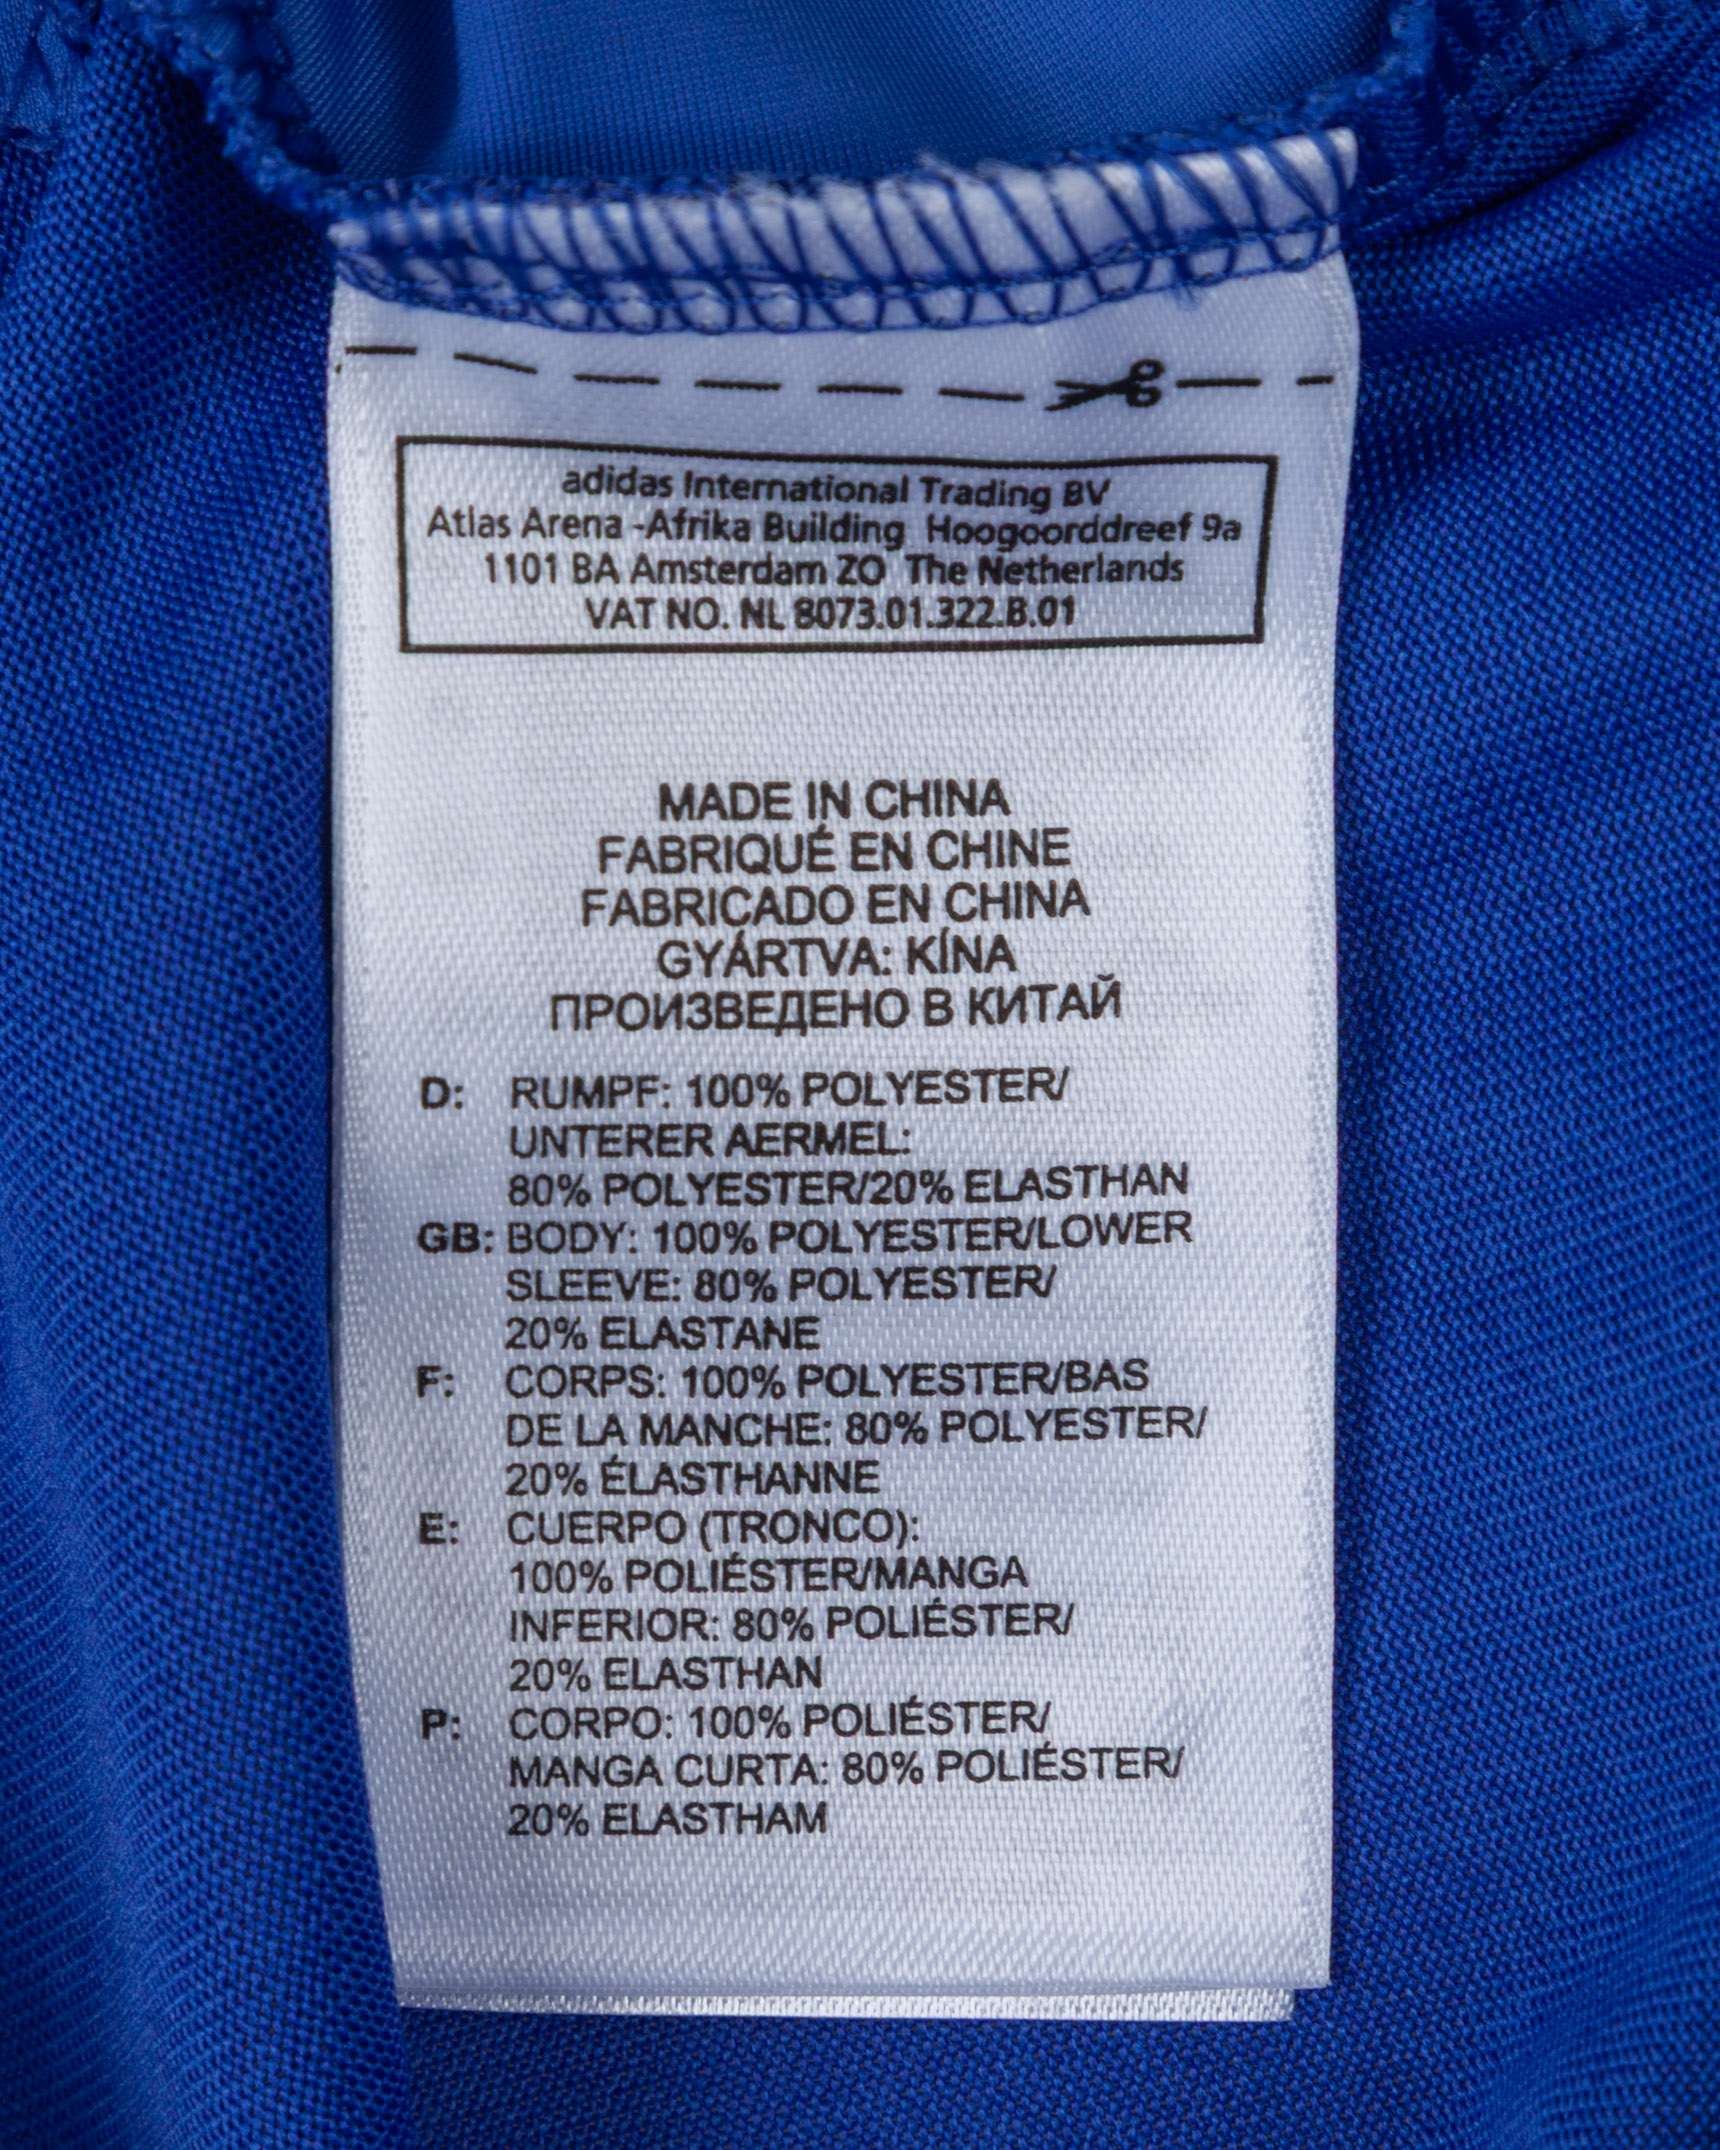 adidas International Trading BV
Atlas Arena -Afrika Building Hoogoorddreef 9a
1101 BA Amsterdam ZO The Netherlands
VAT NO. NL 8073.01.322.B.01
MADE IN CHINA
FABRIQUÉ EN CHINE
FABRICADO EN CHINA
GYÁRTVA: KÍNA
ПРОИЗВЕДЕНО В КИТАЙ
D: RUMPF: 100% POLYESTER/
UNTERER AERMEL:
80% POLYESTER/20% ELASTHAN
GB: BODY: 100% POLYESTER/LOWER
SLEEVE: 80% POLYESTER/
20% ELASTANE
F: CORPS: 100% POLYESTER/BAS
DE LA MANCHE: 80% POLYESTER/
20% ÉLASTHANNE
E: CUERPO (TRONCO):
100% POLIÉSTER/MANGA
INFERIOR: 80% POLIÉSTER/
20% ELASTHAN
P: CORPO: 100% POLIÉSTER/
MANGA CURTA: 80% POLIÉSTER/
20% ELASTHAM